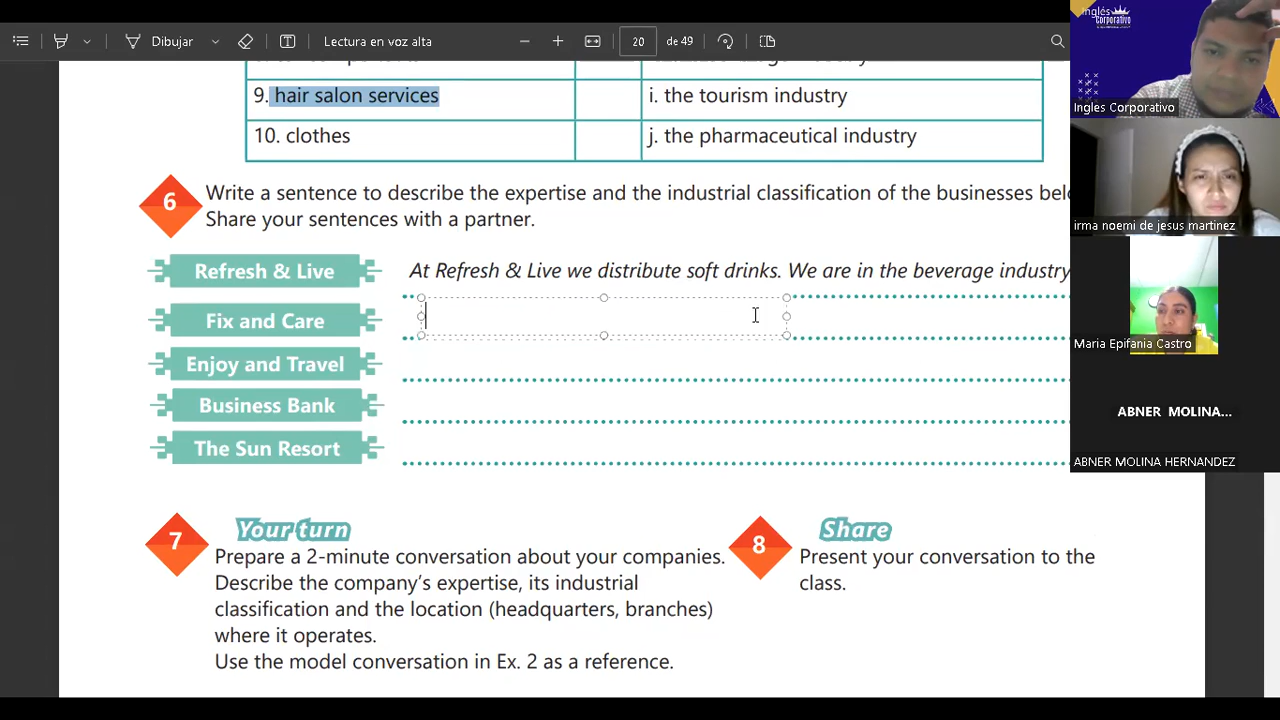 Dibujar
Lectura en voz alta
20
de 49
9. hair salon services
i. the tourism industry
10. clothes
j. the pharmaceutical industry
6
Write a sentence to describe the expertise and the industrial classification of the businesses
Share your sentences with a partner.
Refresh & Live
At Refresh & Live we distribute soft drinks. We are in the beverage industry
Fix and Care
Enjoy and Travel
Business Bank
The Sun Resort
7
Your turn
Prepare a 2-minute conversation about your companies.
Describe the company's expertise, its industrial
classification and the location (headquarters, branches)
where it operates.
Use the model conversation in Ex. 2 as a reference.
8
Share
Present your conversation to the
class.
Inglés
Corporativo
Ingles Corporativo
irma noemi de jesus martinez
Maria Epifania Castro
ABNER MOLINA...
ABNER MOLINA HERNANDEZ